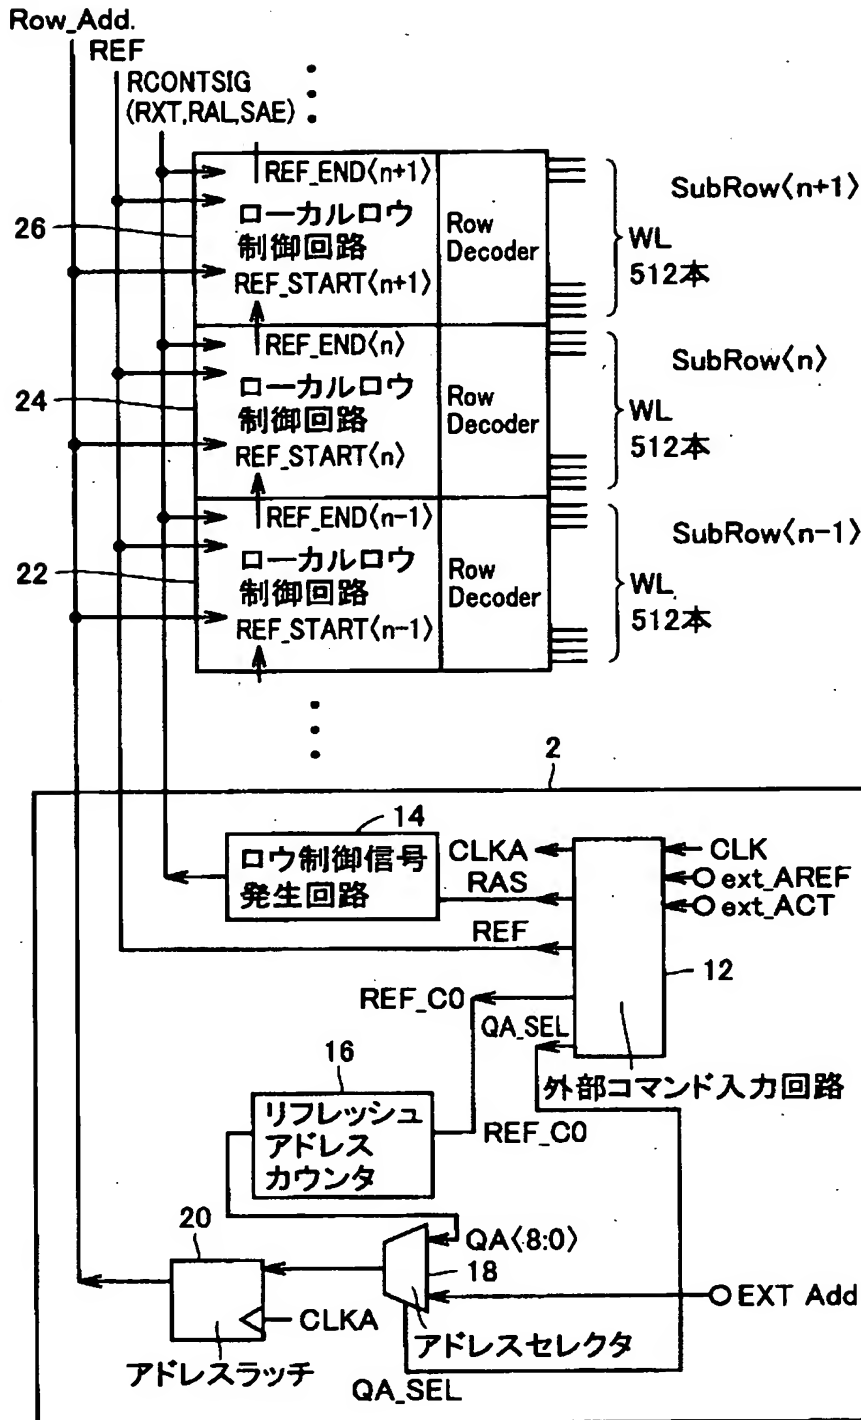 Row_Add.
REF
RCONTSIG
(RXT,RAL,SAE)
REF_END〈n+1〉
ローカルロウ
制御回路
REF_START〈n+1〉
Row
Decoder
WL
512本
SubRow〈n+1〉
26
REF_END〈n〉
ローカルロウ
制御回路
REF_START〈n〉
Row
Decoder
WL
512本
SubRow〈n〉
24
REF_END〈n-1〉
ローカルロウ
制御回路
REF_START〈n-1〉
Row
Decoder
WL
512本
SubRow〈n-1〉
22
2
14
ロウ制御信号
発生回路
CLKA
RAS
REF
REF_C0
QA_SEL
CLK
ext_AREF
ext_ACT
12
外部コマンド入力回路
16
リフレッシュ
アドレス
カウンタ
REF_C0
20
QA〈8:0〉
18
EXT Add
CLKA
アドレスセレクタ
アドレスラッチ
QA_SEL